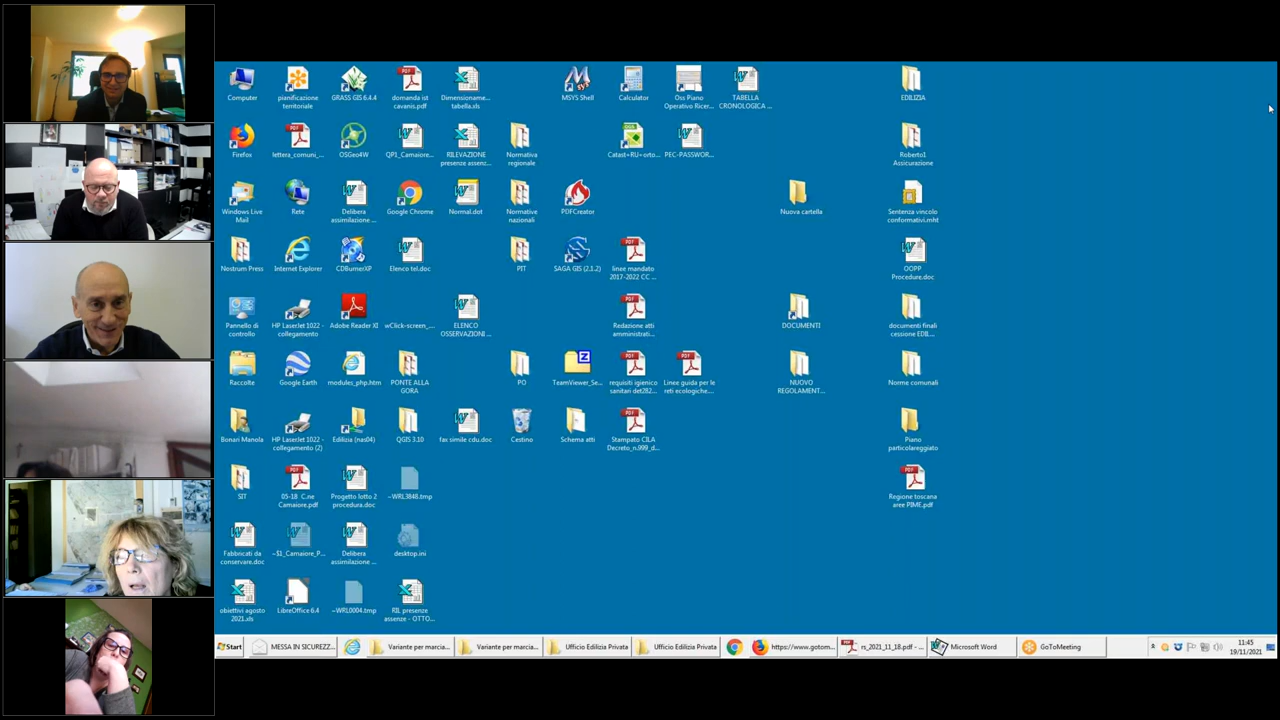 Computer
pianificazione
territoriale
GRASS GIS 6.4.4
domanda ist
cavanis.pdf
Dimensioname...
tabella.xls
MSYS Shell
Calculator
Oss Piano
Operativo Ricer...
TABELLA
CRONOLOGICA ...
EDILIZIA
Firefox
lettera_comuni_...
OSGeo4W
QP1_Camaiore...
RILEVAZIONE
presenze assenz...
Normativa
regionale
Catast+RU+orto...
PEC-PASSWOR...
Roberto1
Assicurazione
Windows Live
Mail
Rete
Delibera
assimilazione ...
Google Chrome
Normal.dot
Normative
nazionali
PDFCreator
Nuova cartella
Sentenza vincolo
conformativi.mht
Nostrum Press
Internet Explorer
CDBurnerXP
Elenco tel.doc
PIT
SAGA GIS (2.1.2)
linee mandato
2017-2022 CC ...
OOPP
Procedure.doc
Pannello di
controllo
HP LaserJet 1022 -
collegamento
Adobe Reader XI
wClick-screen_...
ELENCO
OSSERVAZIONI ...
Redazione atti
amministrati...
DOCUMENTI
documenti finali
cessione EDIL...
Raccolte
Google Earth
modules_php.htm
PONTE ALLA
GORA
PO
TeamViewer_Se...
requisiti igienico
sanitari det282...
Linee guida per le
reti ecologiche....
NUOVO
REGOLAMENT...
Norme comunali
Bonari Manola
HP LaserJet 1022 -
collegamento (2)
Edilizia (nas04)
QGIS 3.10
fax simile cdu.doc
Cestino
Schema atti
Stampato CILA
Decreto_n.999_d...
Piano
particolareggiato
SIT
05-18 C.ne
Camaiore.pdf
Progetto lotto 2
procedura.doc
~WRL3848.tmp
Regione toscana
aree PIME.pdf
Fabbricati da
conservare.doc
~$1_Camaiore_P...
Delibera
assimilazione ...
desktop.ini
obiettivi agosto
2021.xls
LibreOffice 6.4
~WRL0004.tmp
RIL presenze
assenze - OTTO...
Start
MESSA IN SICUREZZ...
Variante per marcia...
Variante per marcia...
Ufficio Edilizia Privata
Ufficio Edilizia Privata
https://www.gotom...
rs_2021_11_18.pdf - ...
Microsoft Word
GoToMeeting
11:45
19/11/2021